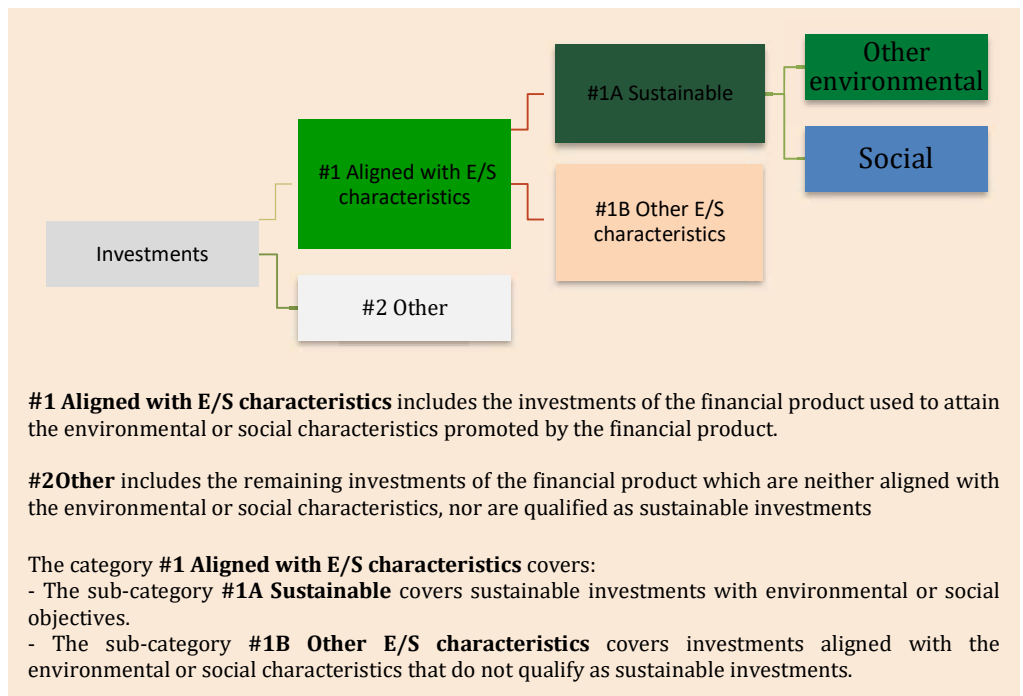 Other
environmental
#1A Sustainable
Social
#1 Aligned with E/S
characteristics
#1B Other E/S
characteristics
Investments
#2 Other
#1 Aligned with E/S characteristics includes the investments of the financial product used to attain
the environmental or social characteristics promoted by the financial product.
#2Other includes the remaining investments of the financial product which are neither aligned with
the environmental or social characteristics, nor are qualified as sustainable investments
The category #1 Aligned with E/S characteristics covers:
- The sub-category #1A Sustainable covers sustainable investments with environmental or social
objectives.
- The sub-category #1B Other E/S characteristics covers investments aligned with the
environmental or social characteristics that do not qualify as sustainable investments.